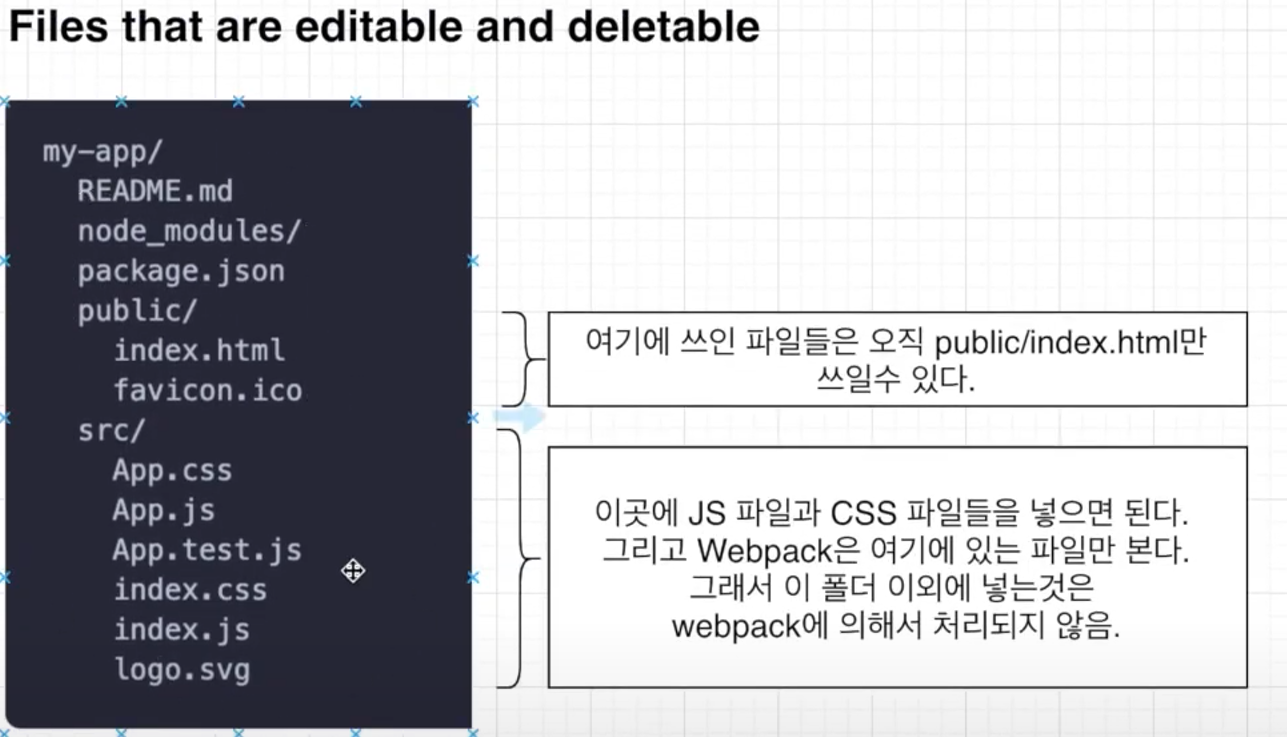 Files that are editable and deletable
my-app/
README.md
node_modules/
package.json
public/
index.html
favicon.ico
src/
App.css
App.js
App.test.js
index.css
index.js
logo.svg
여기에 쓰인 파일들은 오직 public/index.html만
쓰일수 있다.
이곳에 JS 파일과 CSS 파일들을 넣으면 된다.
그리고 Webpack은 여기에 있는 파일만 본다.
그래서 이 폴더 이외에 넣는것은
webpack에 의해서 처리되지 않음.